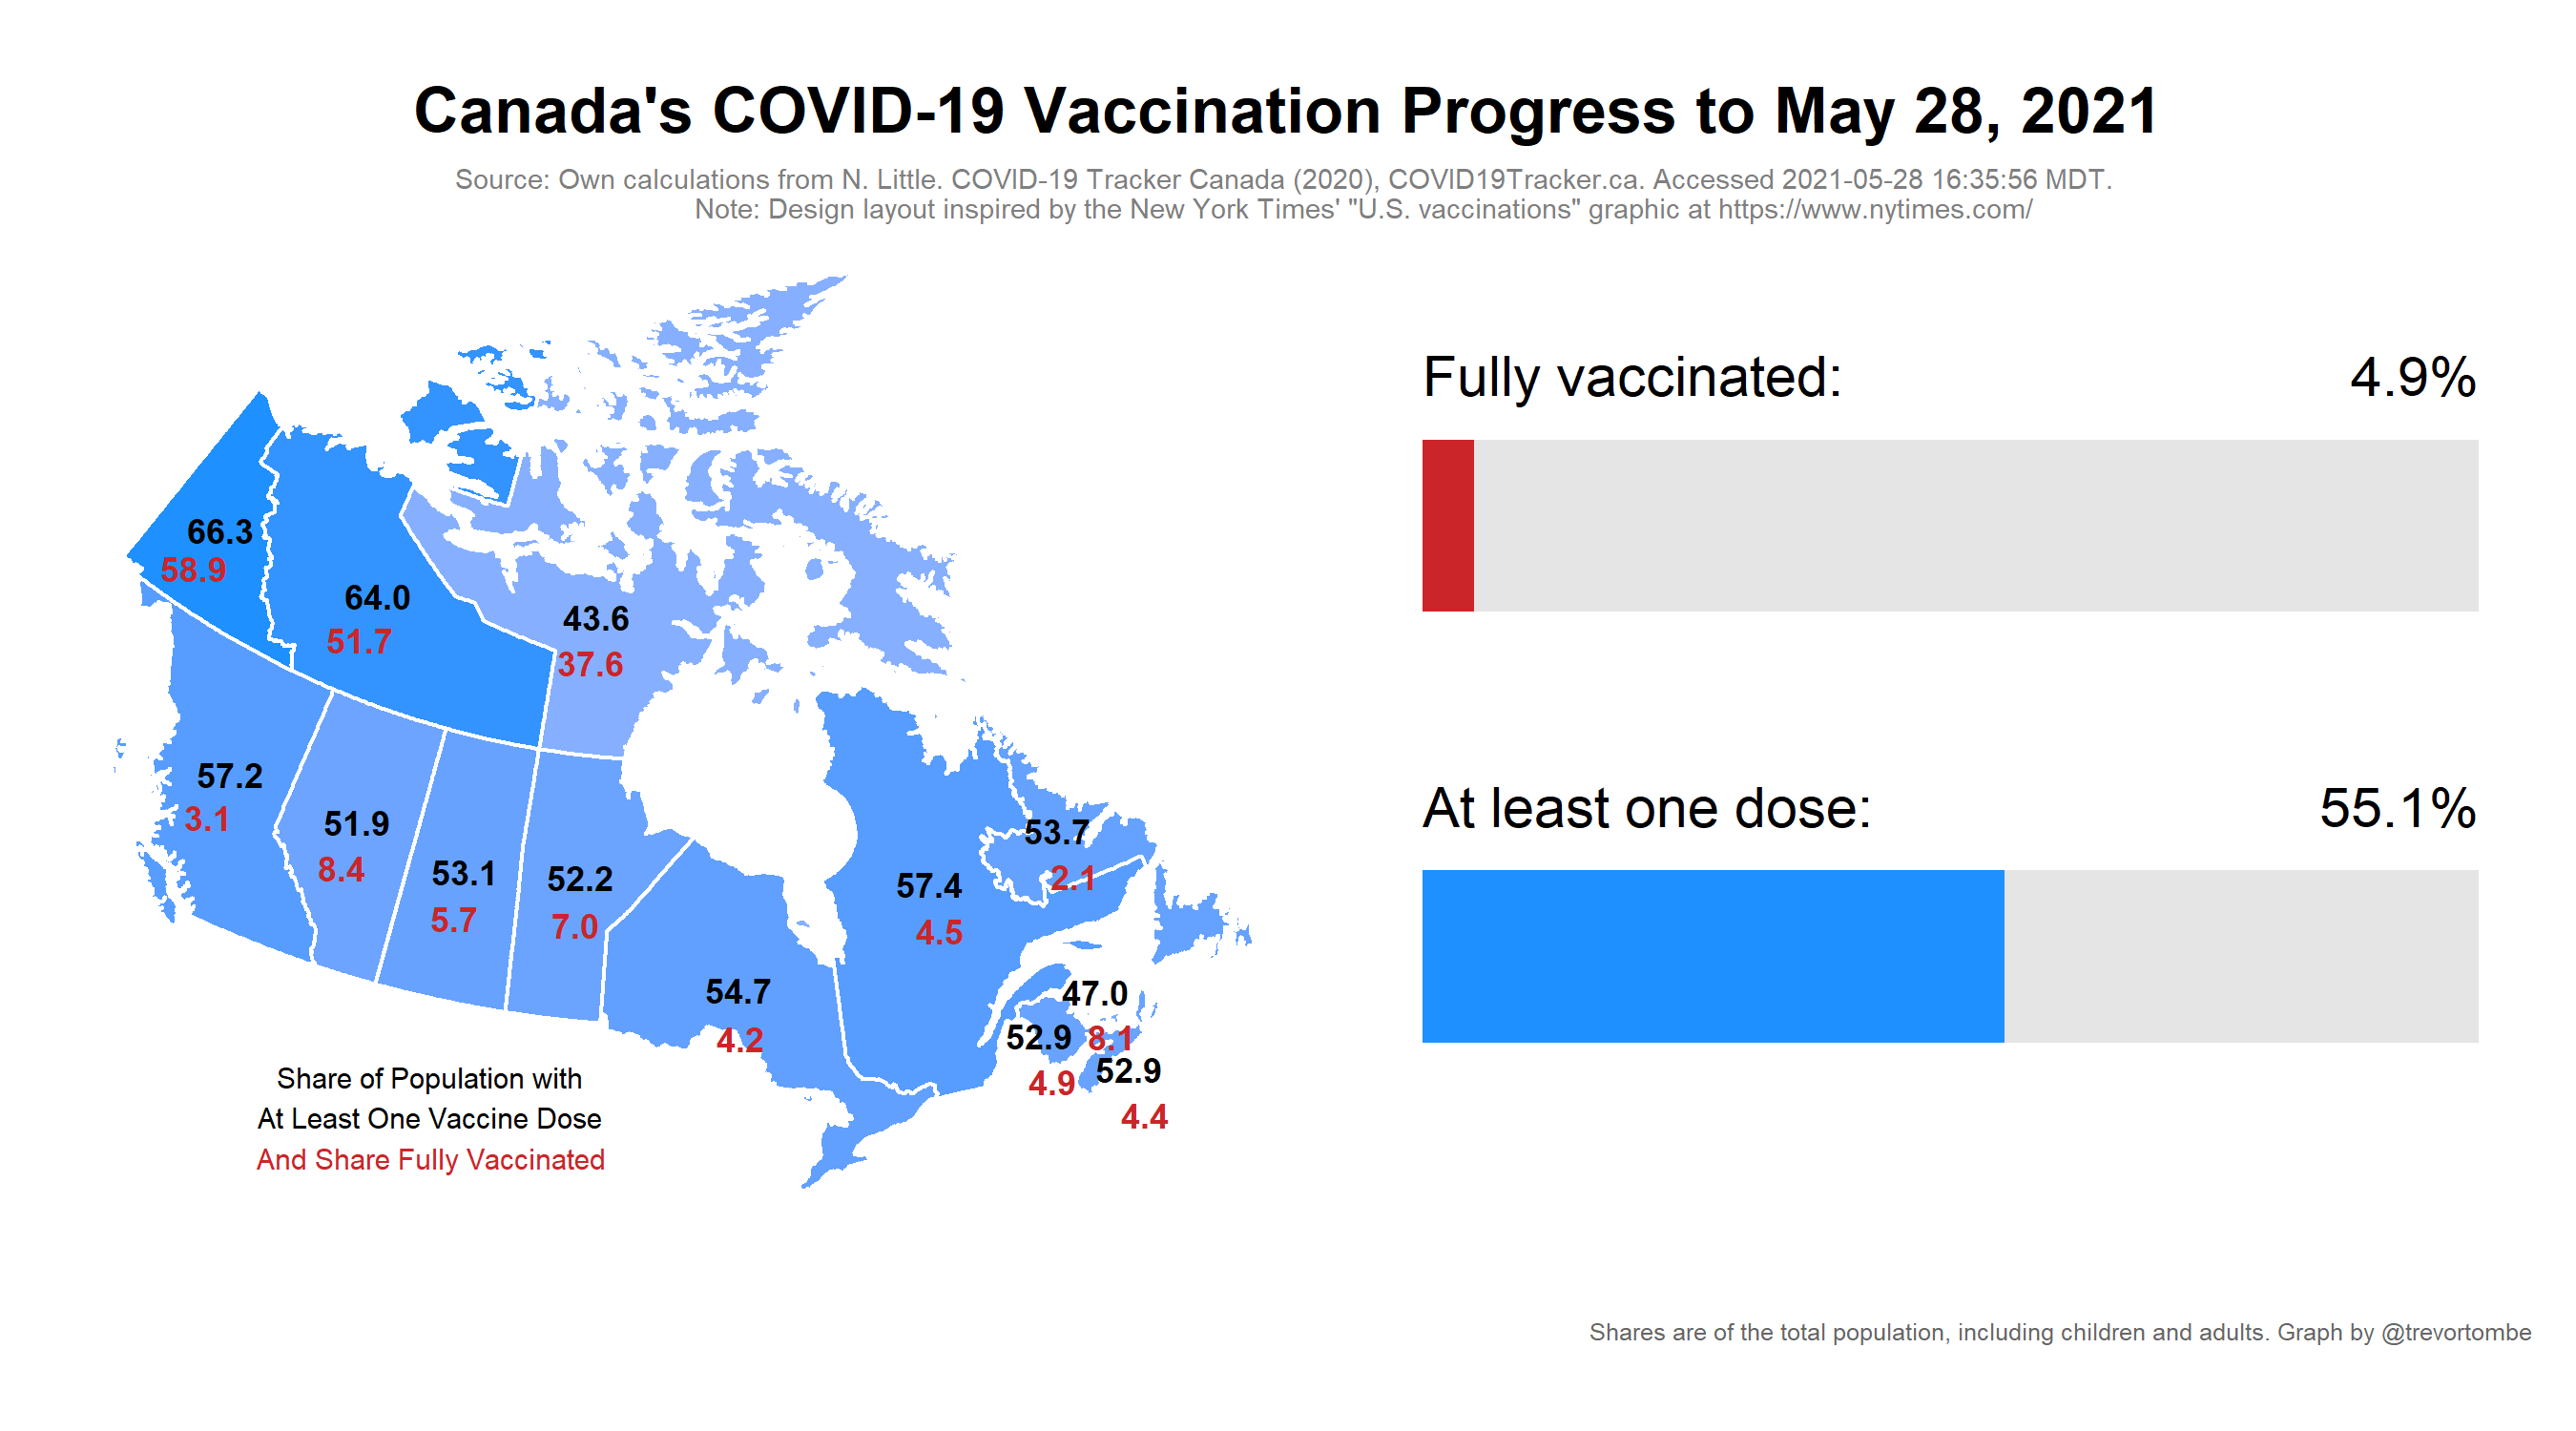 Canada's COVID-19 Vaccination Progress to May 28, 2021
Source: Own calculations from N. Little. COVID-19 Tracker Canada (2020), COVID19Tracker.ca. Accessed 2021-05-28 16:35:56 MDT.
Note: Design layout inspired by the New York Times' "U.S. vaccinations" graphic at https://www.nytimes.com/
66.3
58.9
64.0
51.7
43.6
37.6
57.2
3.1
51.9
8.4
53.1
5.7
52.2
7.0
54.7
4.2
57.4
4.5
53.7
2.1
47.0
8.1
52.9
4.9
52.9
4.4
Share of Population with
At Least One Vaccine Dose
And Share Fully Vaccinated
Fully vaccinated: 4.9%
At least one dose: 55.1%
Shares are of the total population, including children and adults. Graph by @trevortombe